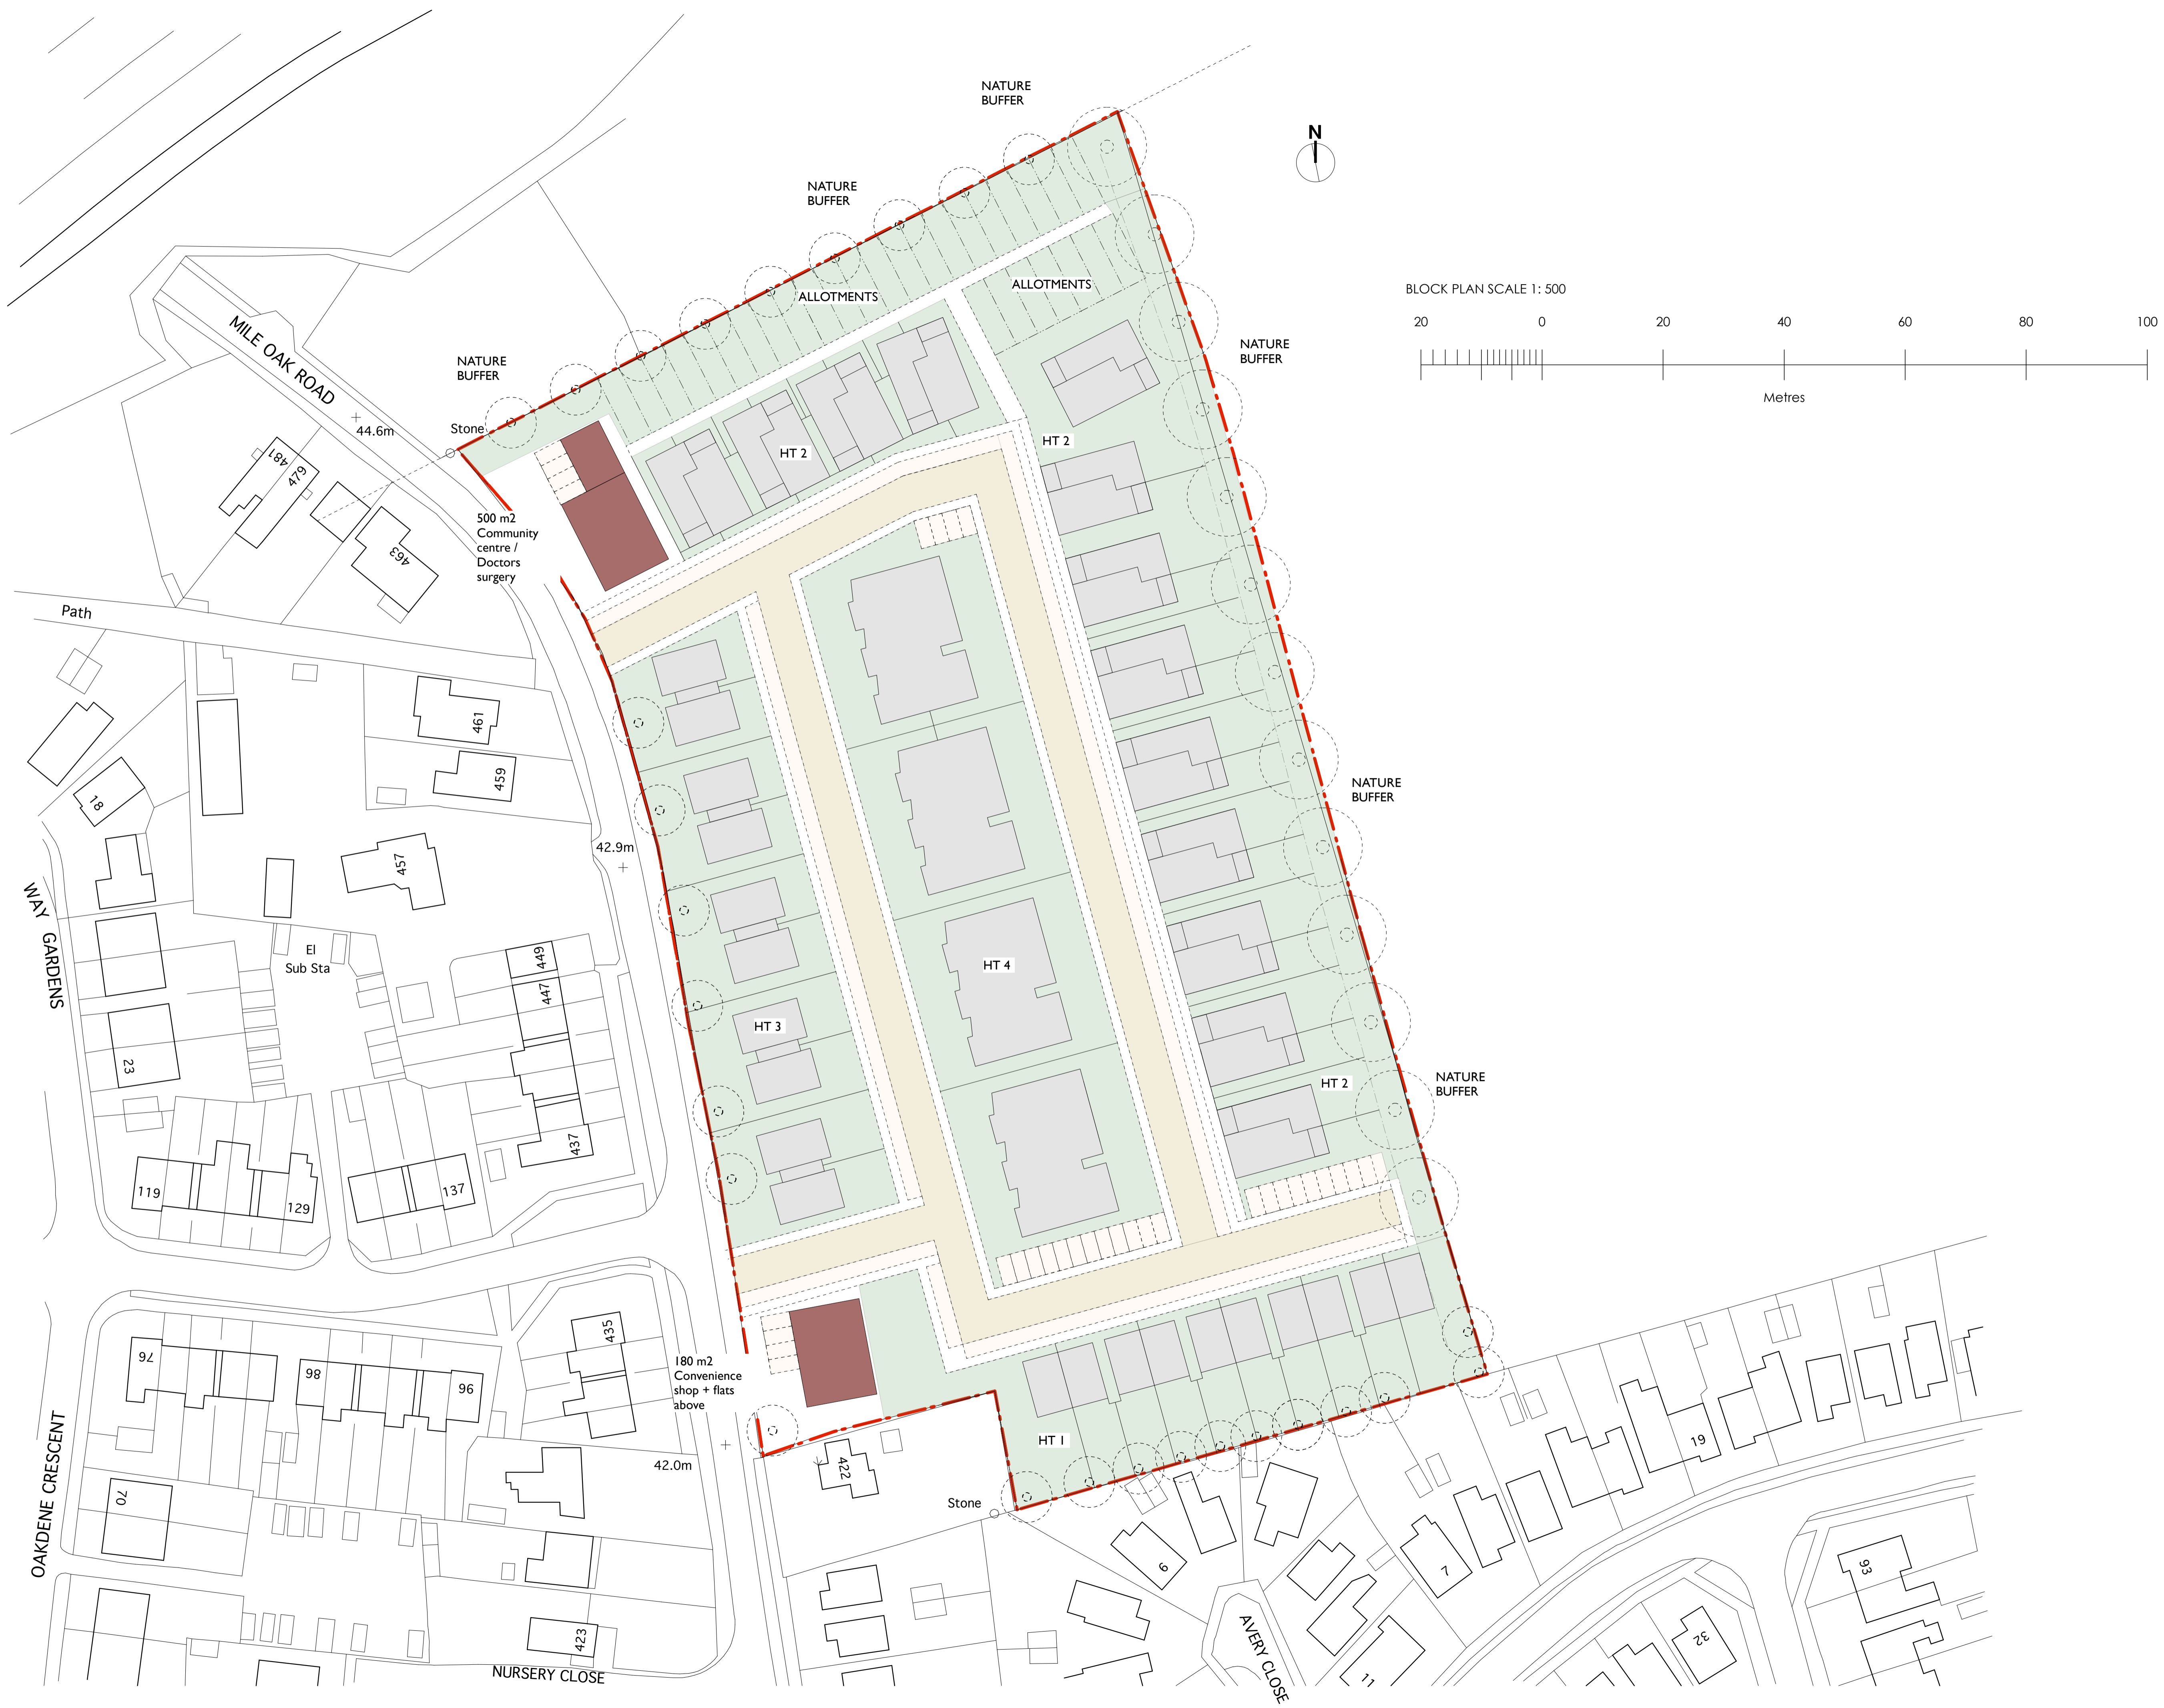 NATURE
BUFFER
N
NATURE
BUFFER
ALLOTMENTS
ALLOTMENTS
BLOCK PLAN SCALE 1: 500
20 0 20 40 60 80 100
Metres
MILE OAK ROAD
NATURE
BUFFER
NATURE
BUFFER
44.6m
Stone
HT 2
HT 2
481
479
463
500 m2
Community
centre /
Doctors
surgery
Path
461
459
18
457
42.9m
NATURE
BUFFER
WAY GARDENS
El
Sub Sta
449
447
HT 4
HT 3
23
437
HT 2
NATURE
BUFFER
119
129
137
435
76
98
96
180 m2
Convenience
shop + flats
above
HT 1
422
42.0m
19
OAKDENE CRESCENT
70
Stone
6
7
93
423
NURSERY CLOSE
AVERY CLOSE
11
32